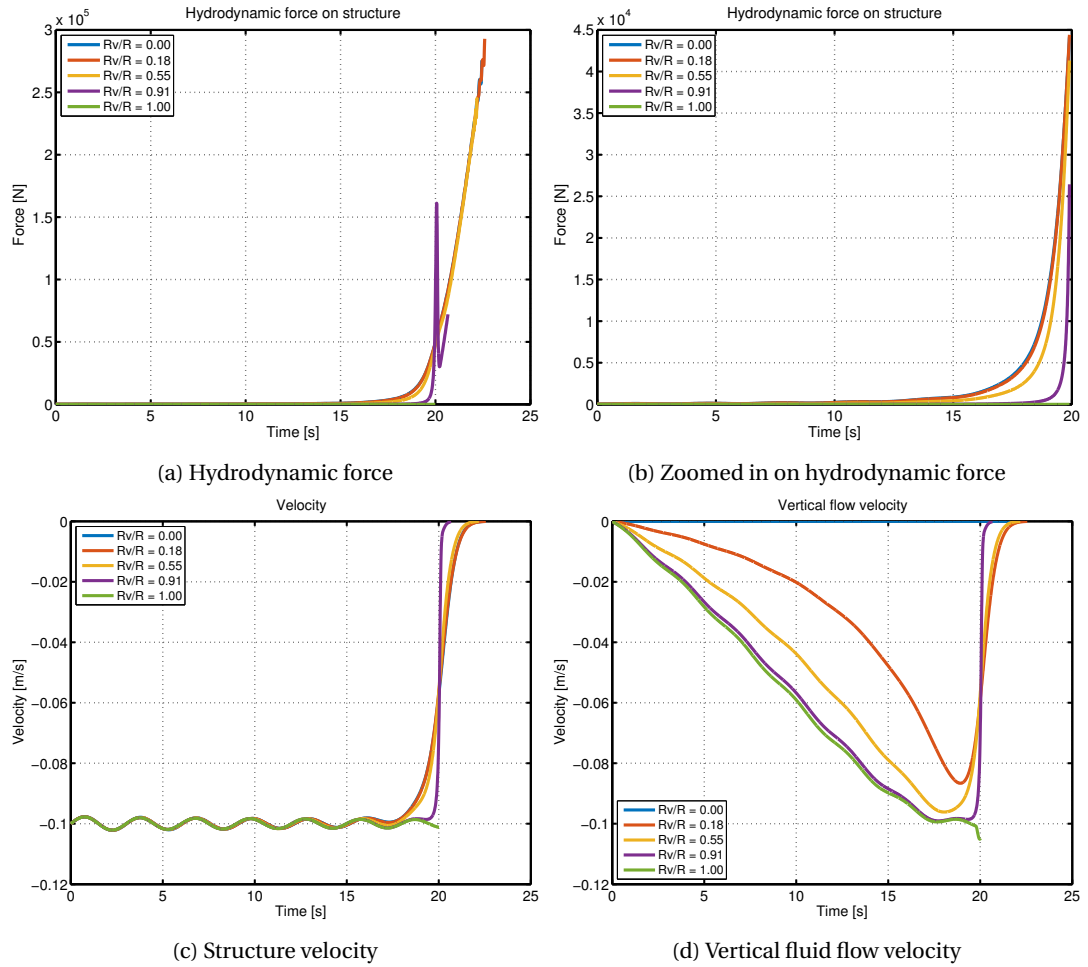 Hydrodynamic force on structure
x 10^5
Rv/R = 0.00
Rv/R = 0.18
Rv/R = 0.55
Rv/R = 0.91
Rv/R = 1.00
3
2.5
2
1.5
1
0.5
0
Force [N]
0 5 10 15 20 25
Time [s]
(a) Hydrodynamic force
Hydrodynamic force on structure
x 10^4
Rv/R = 0.00
Rv/R = 0.18
Rv/R = 0.55
Rv/R = 0.91
Rv/R = 1.00
4.5
4
3.5
3
2.5
2
1.5
1
0.5
0
Force [N]
0 5 10 15 20
Time [s]
(b) Zoomed in on hydrodynamic force
Velocity
Rv/R = 0.00
Rv/R = 0.18
Rv/R = 0.55
Rv/R = 0.91
Rv/R = 1.00
0
−0.02
−0.04
−0.06
−0.08
−0.1
−0.12
Velocity [m/s]
0 5 10 15 20 25
Time [s]
(c) Structure velocity
Vertical flow velocity
0
−0.02
−0.04
−0.06
−0.08
−0.1
−0.12
Velocity [m/s]
Rv/R = 0.00
Rv/R = 0.18
Rv/R = 0.55
Rv/R = 0.91
Rv/R = 1.00
0 5 10 15 20 25
Time [s]
(d) Vertical fluid flow velocity